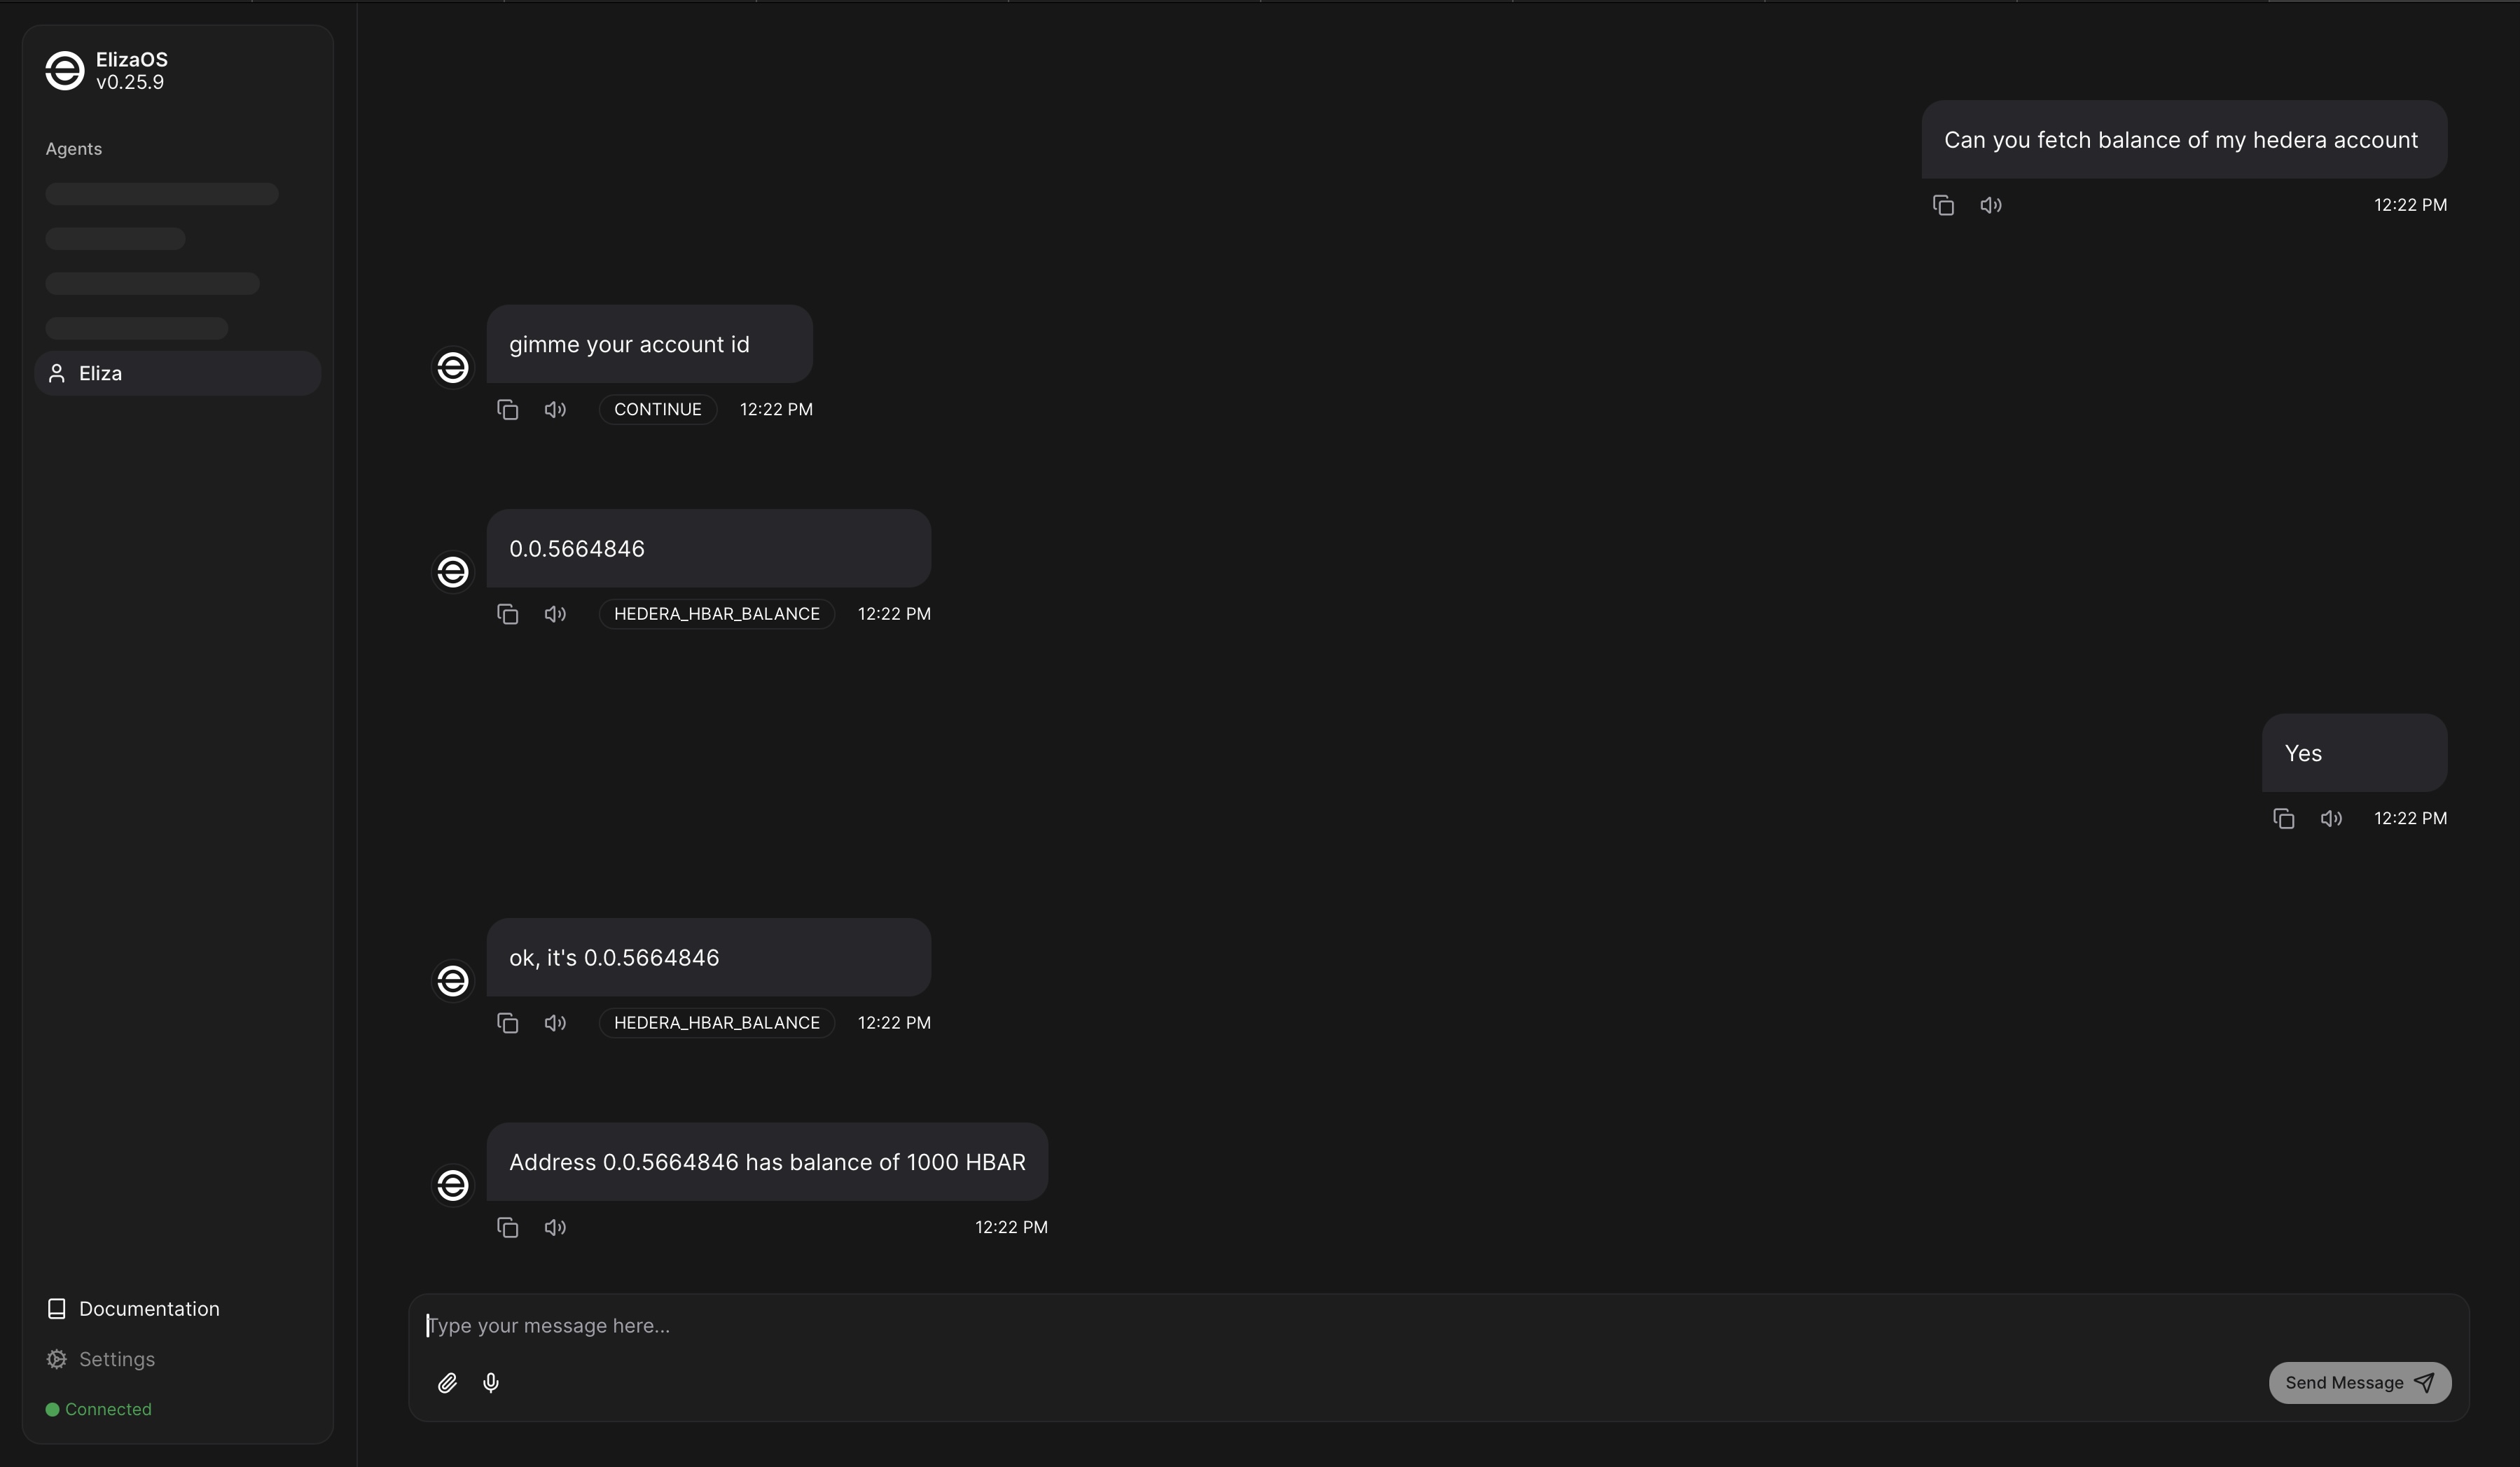 ElizaOS
v0.25.9
Agents
Eliza
Documentation
Settings
Connected
Can you fetch balance of my hedera account
12:22 PM
gimme your account id
CONTINUE 12:22 PM
0.0.5664846
HEDERA_HBAR_BALANCE 12:22 PM
Yes
12:22 PM
ok, it's 0.0.5664846
HEDERA_HBAR_BALANCE 12:22 PM
Address 0.0.5664846 has balance of 1000 HBAR
12:22 PM
Type your message here...
Send Message